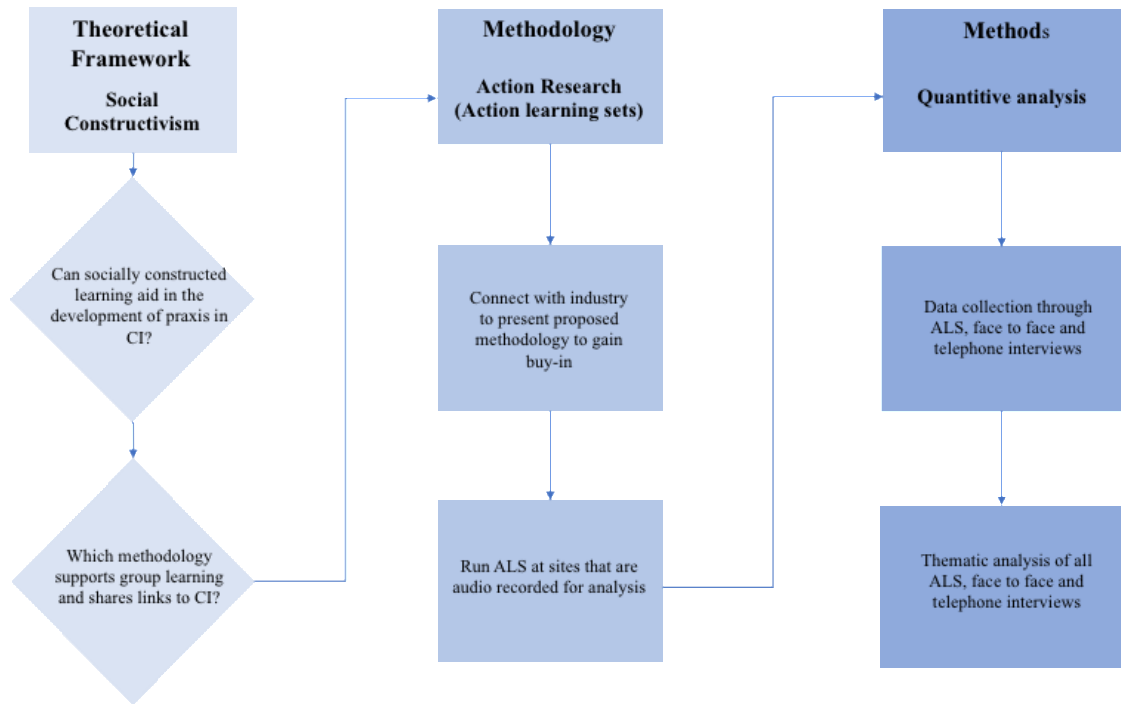 Theoretical
Framework
Social
Constructivism
Can socially constructed
learning aid in the
development of praxis in
CI?
Which methodology
supports group learning
and shares links to CI?
Methodology
Action Research
(Action learning sets)
Connect with industry
to present proposed
methodology to gain
buy-in
Run ALS at sites that are
audio recorded for analysis
Methods
Quantitive analysis
Data collection through
ALS, face to face and
telephone interviews
Thematic analysis of all
ALS, face to face and
telephone interviews